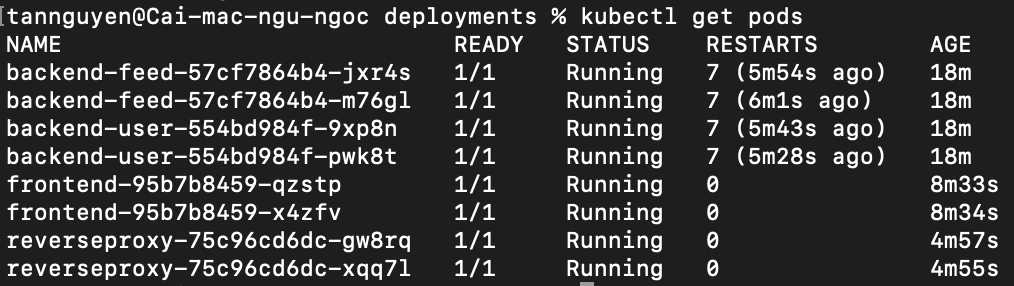 [tannguyen@Cai-mac-ngu-ngoc deployments % kubectl get pods
NAME READY STATUS RESTARTS AGE
backend-feed-57cf7864b4-jxr4s 1/1 Running 7 (5m54s ago) 18m
backend-feed-57cf7864b4-m76gl 1/1 Running 7 (6m1s ago) 18m
backend-user-554bd984f-9xp8n 1/1 Running 7 (5m43s ago) 18m
backend-user-554bd984f-pwk8t 1/1 Running 7 (5m28s ago) 18m
frontend-95b7b8459-qzstp 1/1 Running 0 8m33s
frontend-95b7b8459-x4zfv 1/1 Running 0 8m34s
reverseproxy-75c96cd6dc-gw8rq 1/1 Running 0 4m57s
reverseproxy-75c96cd6dc-xqq7l 1/1 Running 0 4m55s